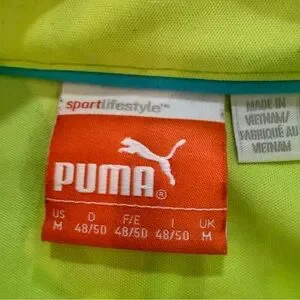 sportlifestyle™
PUMA®
US D F/E I UK
M 48/50 48/50 48/50 M
MADE IN
VIETNAM/
FABRIQUÉ AU
VIETNAM